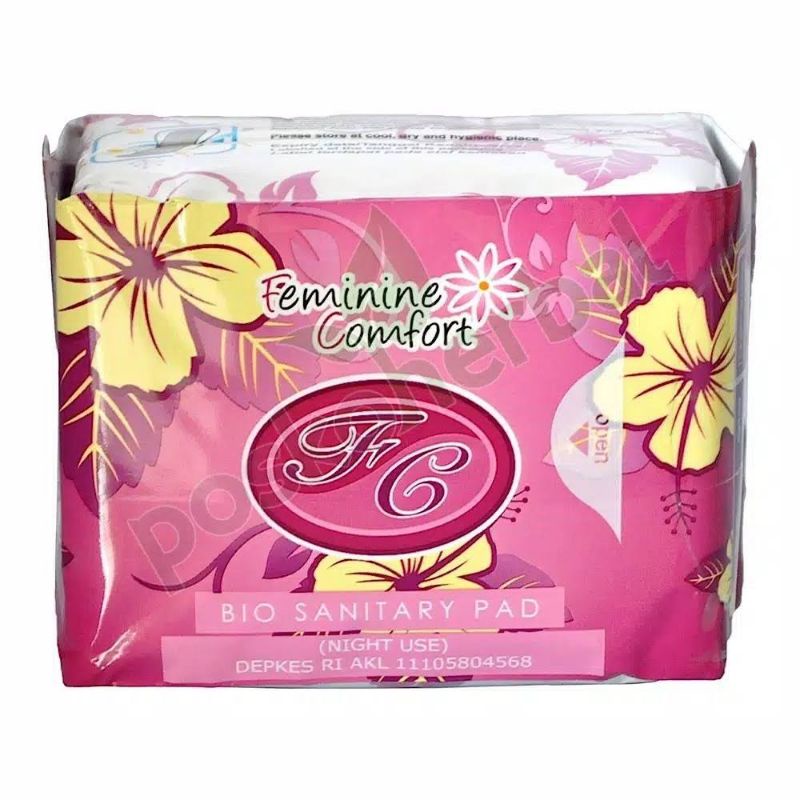 Please store at cool, dry and hygienic place
Feminine
Comfort
FC
open
BIO SANITARY PAD
(NIGHT USE)
DEPKES RI AKL 11105804568